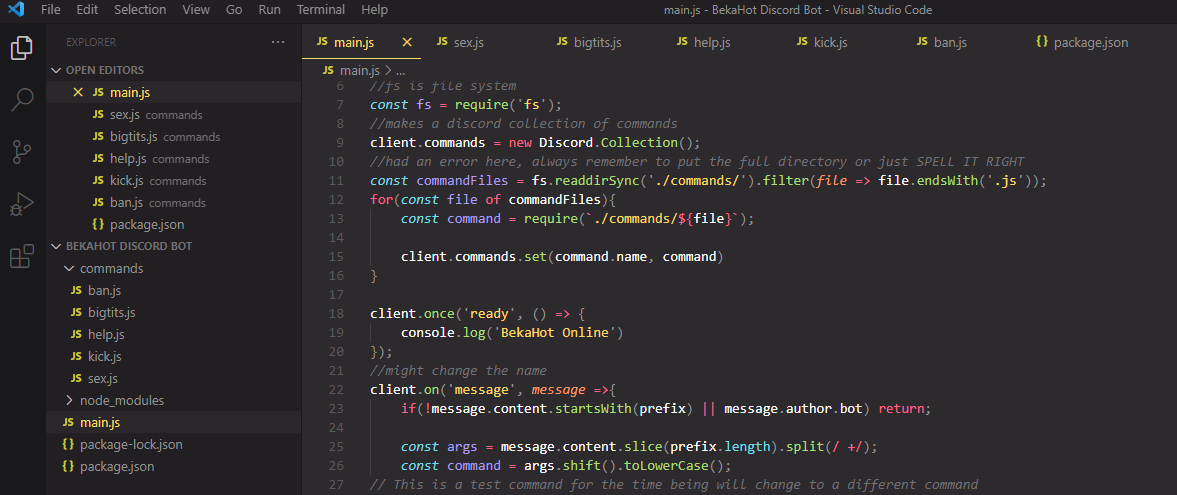 File Edit Selection View Go Run Terminal Help main.js - BekaHot Discord Bot - Visual Studio Code
EXPLORER ...
OPEN EDITORS
× JS main.js
JS sex.js commands
JS bigtits.js commands
JS help.js commands
JS kick.js commands
JS ban.js commands
{} package.json
BEKAHOT DISCORD BOT
commands
JS ban.js
JS bigtits.js
JS help.js
JS kick.js
JS sex.js
> node_modules
JS main.js
{} package-lock.json
{} package.json
JS main.js × JS sex.js JS bigtits.js JS help.js JS kick.js JS ban.js {} package.json
JS main.js > ...
6 //fs is file system
7 const fs = require('fs');
8 //makes a discord collection of commands
9 client.commands = new Discord.Collection();
10 //had an error here, always remember to put the full directory or just SPELL IT RIGHT
11 const commandFiles = fs.readdirSync('./commands/').filter(file => file.endsWith('.js'));
12 for(const file of commandFiles){
13 const command = require(`./commands/${file}`);
14
15 client.commands.set(command.name, command)
16 }
17
18 client.once('ready', () => {
19 console.log('BekaHot Online')
20 });
21 //might change the name
22 client.on('message', message =>{
23 if(!message.content.startsWith(prefix) || message.author.bot) return;
24
25 const args = message.content.slice(prefix.length).split(/ +/);
26 const command = args.shift().toLowerCase();
27 // This is a test command for the time being will change to a different command